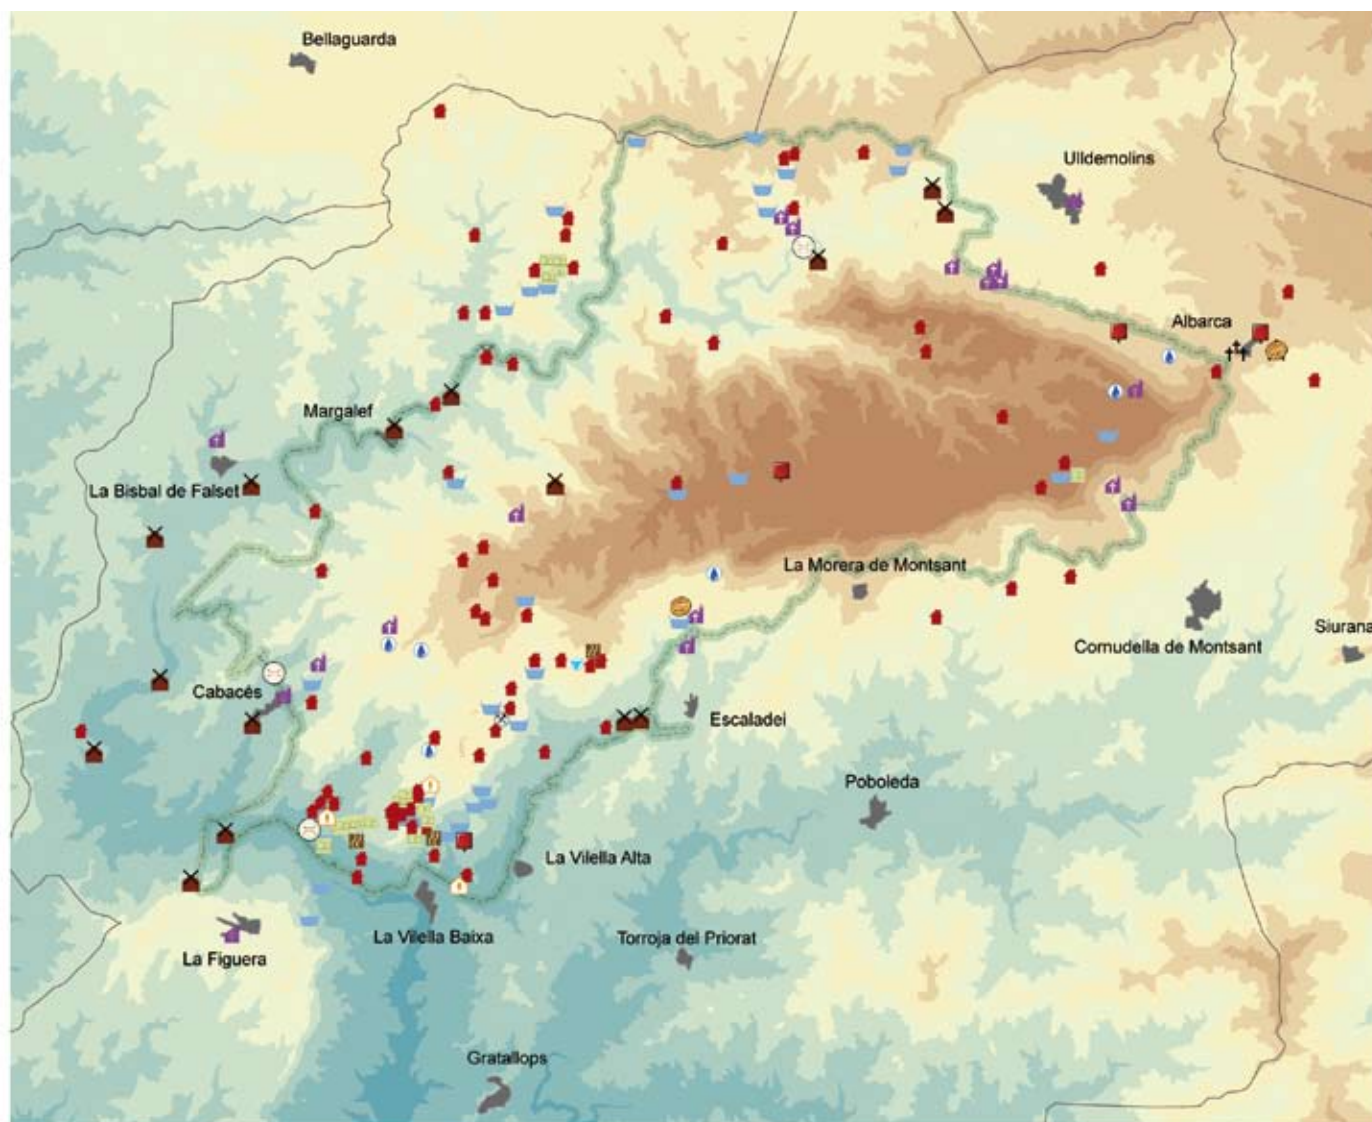 Bellaguarda
Ulldemolins
Albarca
Margalef
La Bisbal de Falset
La Morera de Montsant
Siurana
Cornudella de Montsant
Cabacés
Escaladei
Poboleda
La Vilella Alta
La Vilella Baixa
Torroja del Priorat
La Figuera
Gratallops